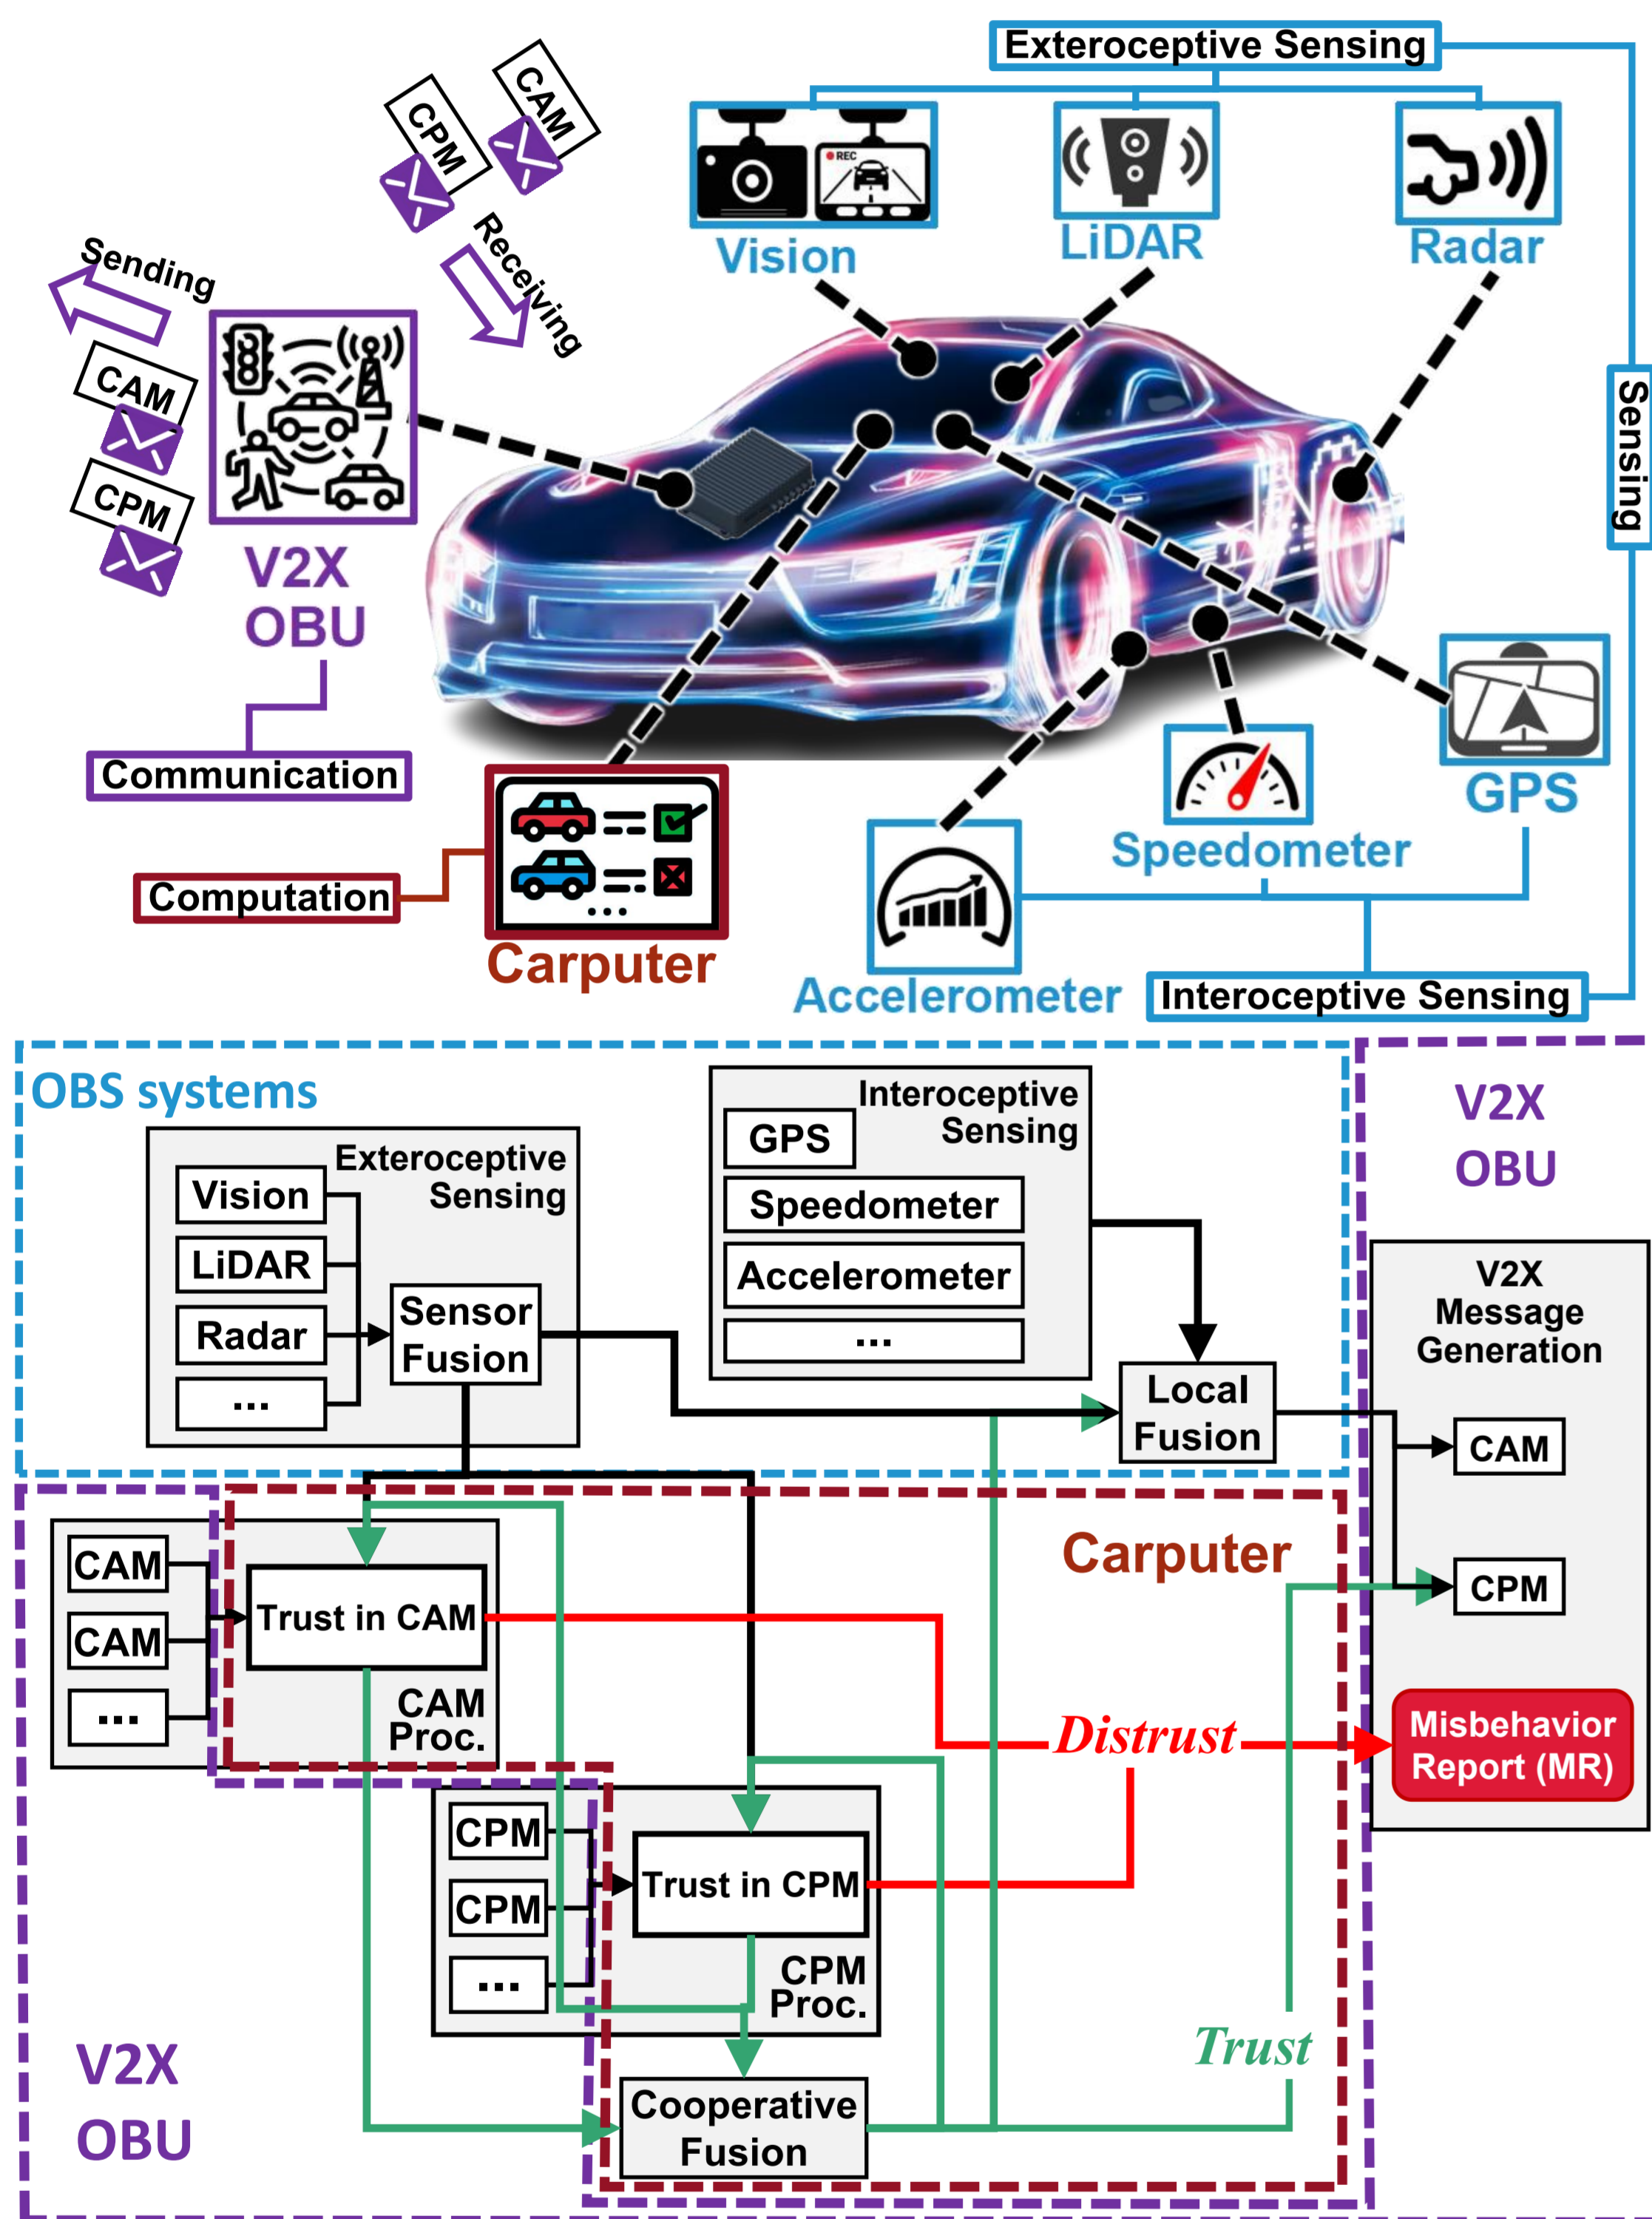 Exteroceptive Sensing
CAM
CPM
REC
Receiving
Sending
Vision
LiDAR
Radar
CAM
CPM
Sensing
V2X
OBU
Communication
GPS
Speedometer
Computation
Carputer
Accelerometer
Interoceptive Sensing
OBS systems
Exteroceptive
Sensing
Vision
LiDAR
Radar
...
Sensor
Fusion
Interoceptive
Sensing
GPS
Speedometer
Accelerometer
...
Local
Fusion
V2X
OBU
V2X
Message
Generation
CAM
CPM
Misbehavior
Report (MR)
Carputer
CAM
CAM
...
Trust in CAM
CAM
Proc.
Distrust
CPM
CPM
...
Trust in CPM
CPM
Proc.
Trust
Cooperative
Fusion
V2X
OBU